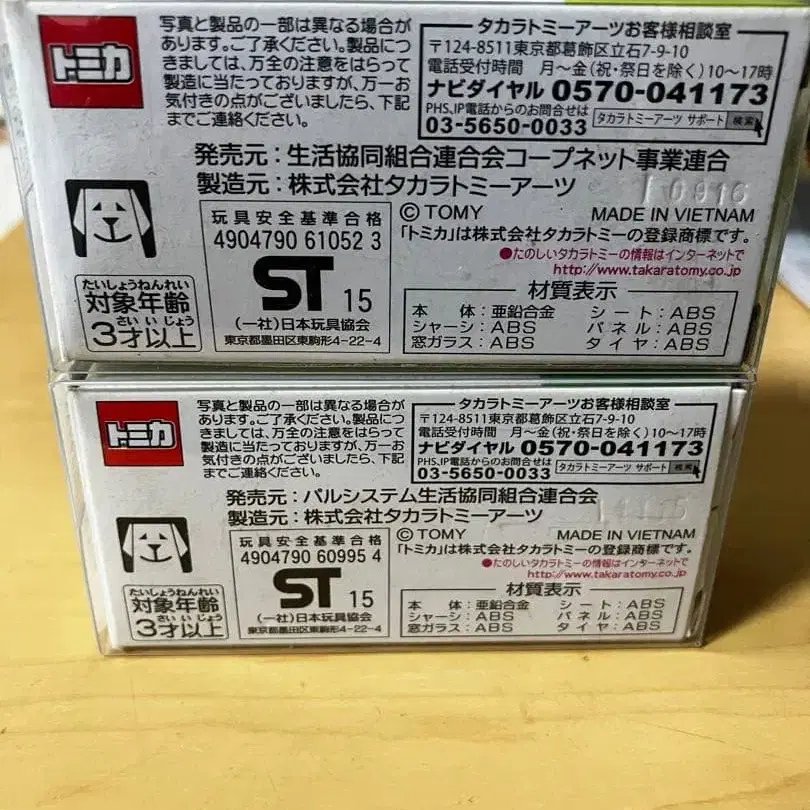 トミカ
写真と製品の一部は異なる場合が
あります。ご了承ください。製品につ
きましては、万全の注意をはらって
製造に当たっておりますが、万一お
気付きの点がございましたら、下記
までご連絡ください。
タカラトミーアーツお客様相談室
〒124-8511東京都葛飾区立石7-9-10
電話受付時間 月〜金(祝・祭日を除く)10〜17時
ナビダイヤル 0570-041173
PHS、IP電話からのお問合せは
03-5650-0033
タカラトミーアーツ サポート 検索
発売元:生活協同組合連合会コープネット事業連合
製造元:株式会社タカラトミーアーツ
0916
玩具安全基準合格
4904790 61052 3
ST 15
(一社)日本玩具協会
東京都墨田区東駒形4-22-4
© TOMY MADE IN VIETNAM
「トミカ」は株式会社タカラトミーの登録商標です。
●たのしいタカラトミーの情報はインターネットで
http://www.takaratomy.co.jp
たいしょうねんれい
対象年齢
さい いじょう
3才以上
材質表示
本体:亜鉛合金 シート:ABS
シャーシ:ABS パネル:ABS
窓ガラス:ABS タイヤ:ABS
トミカ
写真と製品の一部は異なる場合が
あります。ご了承ください。製品につ
きましては、万全の注意をはらって
製造に当たっておりますが、万一お
気付きの点がございましたら、下記
までご連絡ください。
タカラトミーアーツお客様相談室
〒124-8511東京都葛飾区立石7-9-10
電話受付時間 月〜金(祝・祭日を除く)10〜17時
ナビダイヤル 0570-041173
PHS、IP電話からのお問合せは
03-5650-0033
タカラトミーアーツ サポート 検索
発売元:パルシステム生活協同組合連合会
製造元:株式会社タカラトミーアーツ
玩具安全基準合格
4904790 60995 4
ST 15
(一社)日本玩具協会
東京都墨田区東駒形4-22-4
© TOMY MADE IN VIETNAM
「トミカ」は株式会社タカラトミーの登録商標です。
●たのしいタカラトミーの情報はインターネットで
http://www.takaratomy.co.jp
たいしょうねんれい
対象年齢
さい いじょう
3才以上
材質表示
本体:亜鉛合金 シート:ABS
シャーシ:ABS パネル:ABS
窓ガラス:ABS タイヤ:ABS